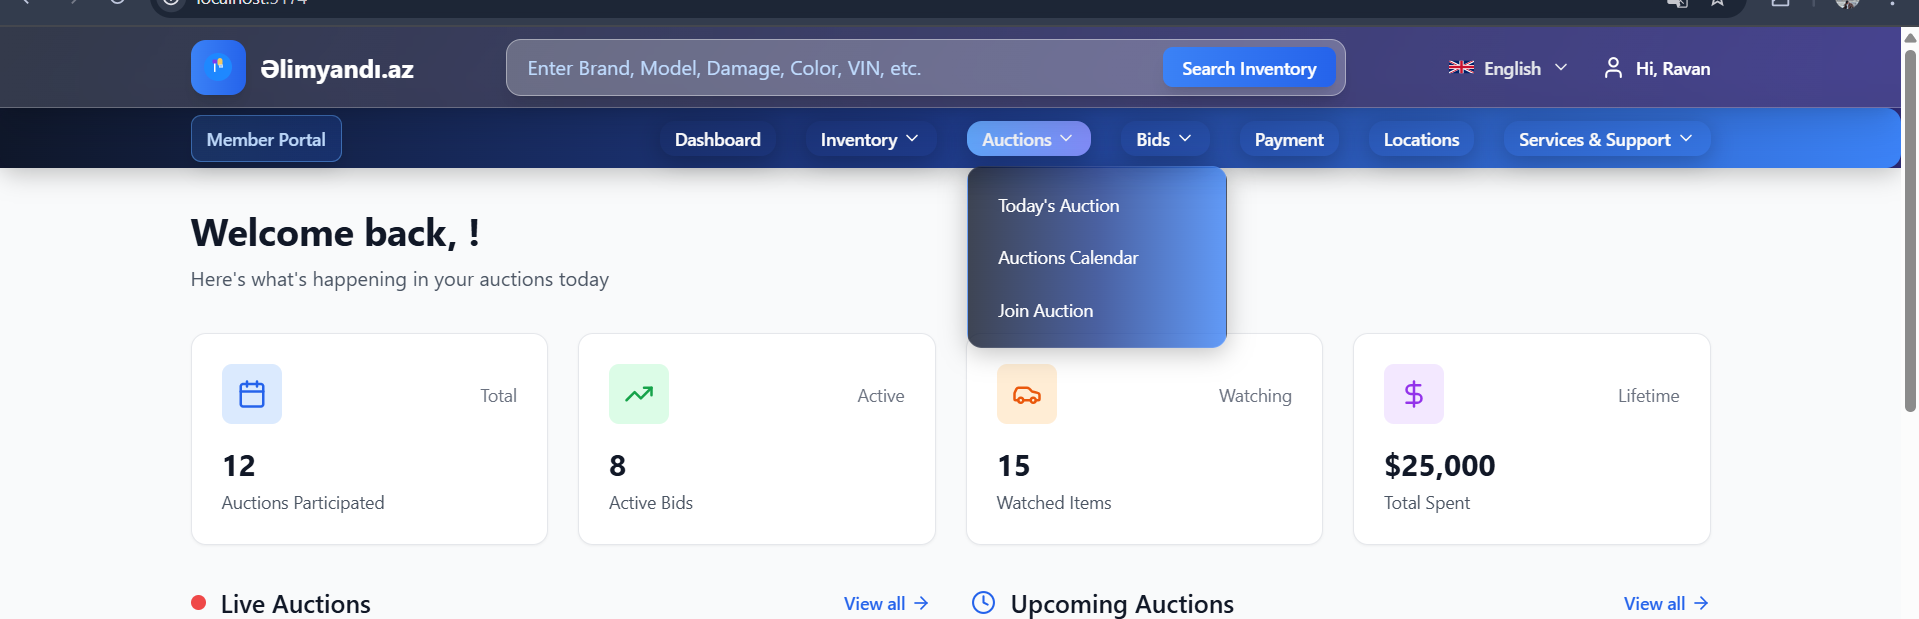 Əlimyandı.az
Enter Brand, Model, Damage, Color, VIN, etc.
Search Inventory
English
Hi, Ravan
Member Portal
Dashboard
Inventory
Auctions
Bids
Payment
Locations
Services & Support
Today's Auction
Auctions Calendar
Join Auction
Welcome back, !
Here's what's happening in your auctions today
Total
12
Auctions Participated
Active
8
Active Bids
Watching
15
Watched Items
Lifetime
$25,000
Total Spent
Live Auctions
View all
Upcoming Auctions
View all